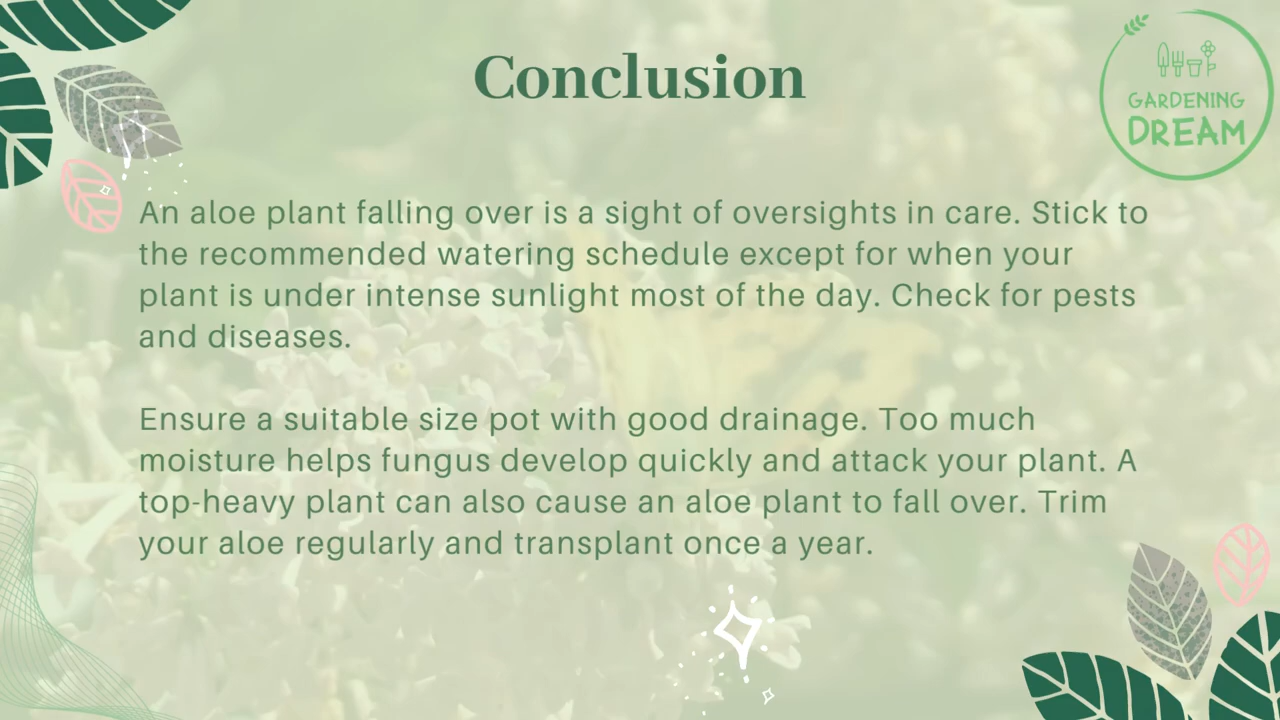 Conclusion
GARDENING
DREAM
An aloe plant falling over is a sight of oversights in care. Stick to
the recommended watering schedule except for when your
plant is under intense sunlight most of the day. Check for pests
and diseases.
Ensure a suitable size pot with good drainage. Too much
moisture helps fungus develop quickly and attack your plant. A
top-heavy plant can also cause an aloe plant to fall over. Trim
your aloe regularly and transplant once a year.